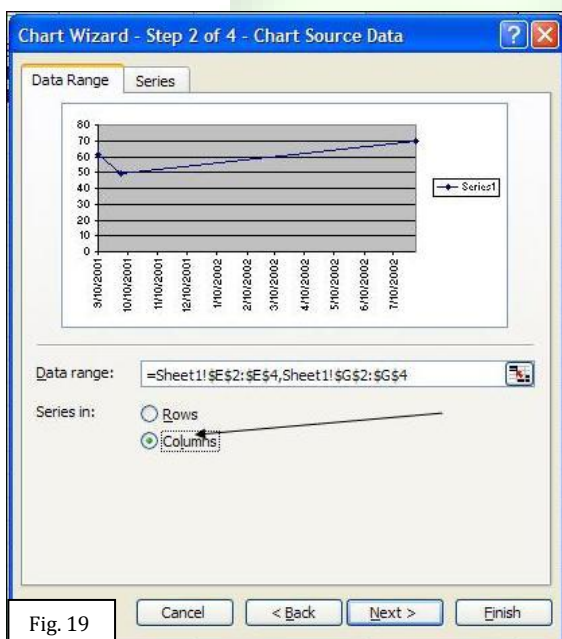 Chart Wizard - Step 2 of 4 - Chart Source Data
Data Range Series
80
70
60
50
40
30
20
10
0
9/10/2001
10/10/2001
11/10/2001
12/10/2001
1/10/2002
2/10/2002
3/10/2002
4/10/2002
5/10/2002
6/10/2002
7/10/2002
Series1
Data range: =Sheet1!$E$2:$E$4,Sheet1!$G$2:$G$4
Series in: Rows
Columns
Cancel < Back Next > Finish
Fig. 19